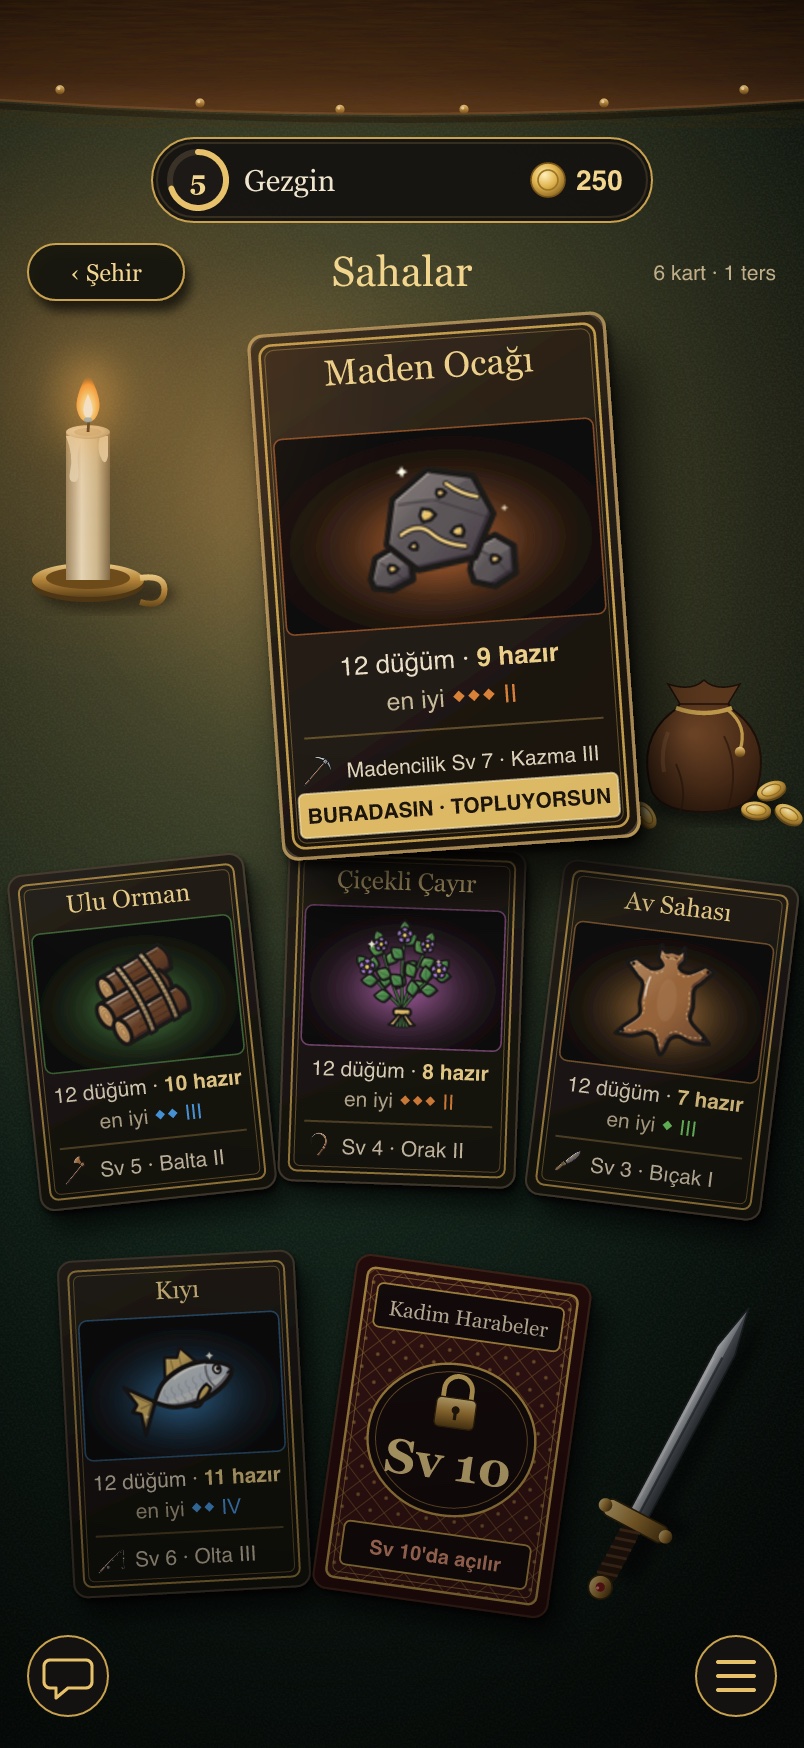 5 Gezgin 250
‹ Şehir
Sahalar
6 kart · 1 ters
Maden Ocağı
12 düğüm · 9 hazır
en iyi ◆◆◆ II
Madencilik Sv 7 · Kazma III
BURADASIN · TOPLUYORSUN
Ulu Orman
12 düğüm · 10 hazır
en iyi ◆◆ III
Sv 5 · Balta II
Çiçekli Çayır
12 düğüm · 8 hazır
en iyi ◆◆◆ II
Sv 4 · Orak II
Av Sahası
12 düğüm · 7 hazır
en iyi ◆ III
Sv 3 · Bıçak I
Kıyı
12 düğüm · 11 hazır
en iyi ◆◆ IV
Sv 6 · Olta III
Kadim Harabeler
Sv 10
Sv 10'da açılır